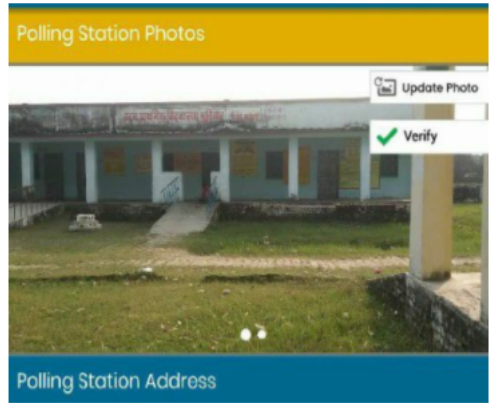 Polling Station Photos
Update Photo
Verify
Polling Station Address